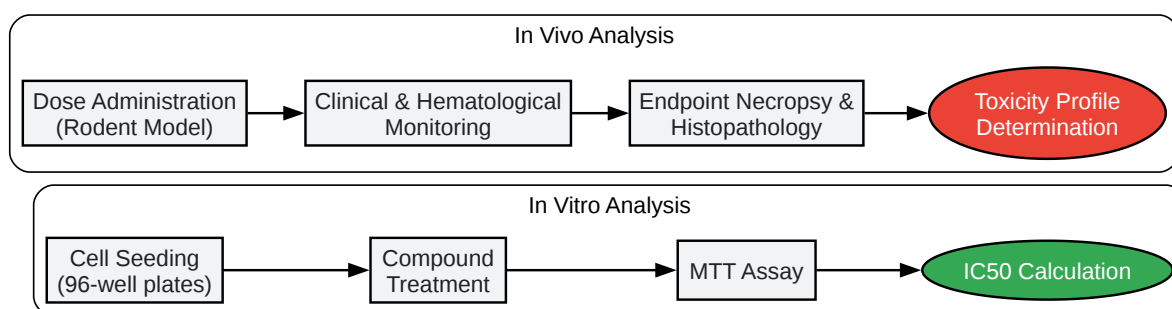 In Vivo Analysis
Dose Administration
(Rodent Model)
Clinical & Hematological
Monitoring
Endpoint Necropsy &
Histopathology
Toxicity Profile
Determination
In Vitro Analysis
Cell Seeding
(96-well plates)
Compound
Treatment
MTT Assay
IC50 Calculation